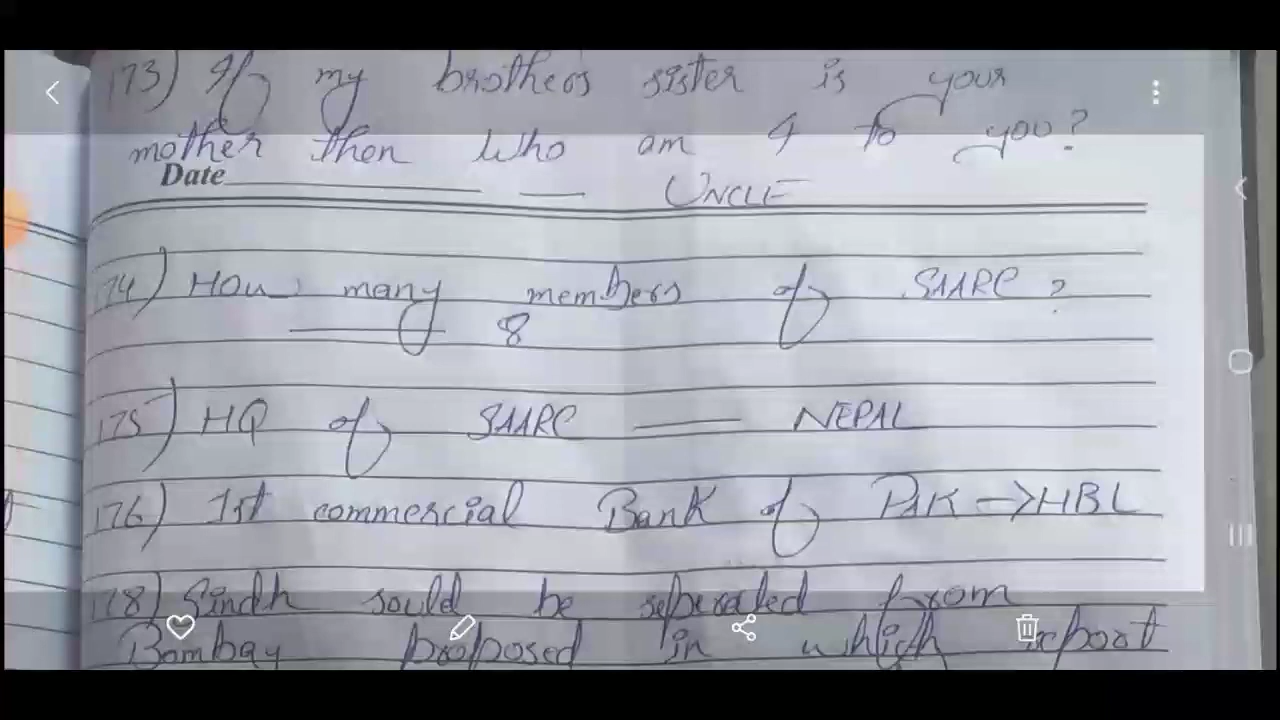 173) If my brother's sister is your
mother then who am I to you?
Date
— UNCLE
174) How many members of SAARC ?
— 8
175) HQ of SAARC — NEPAL
176) 1st commercial Bank of PAK → HBL
178) Sindh sould be seperated from
Bombay proposed in which report